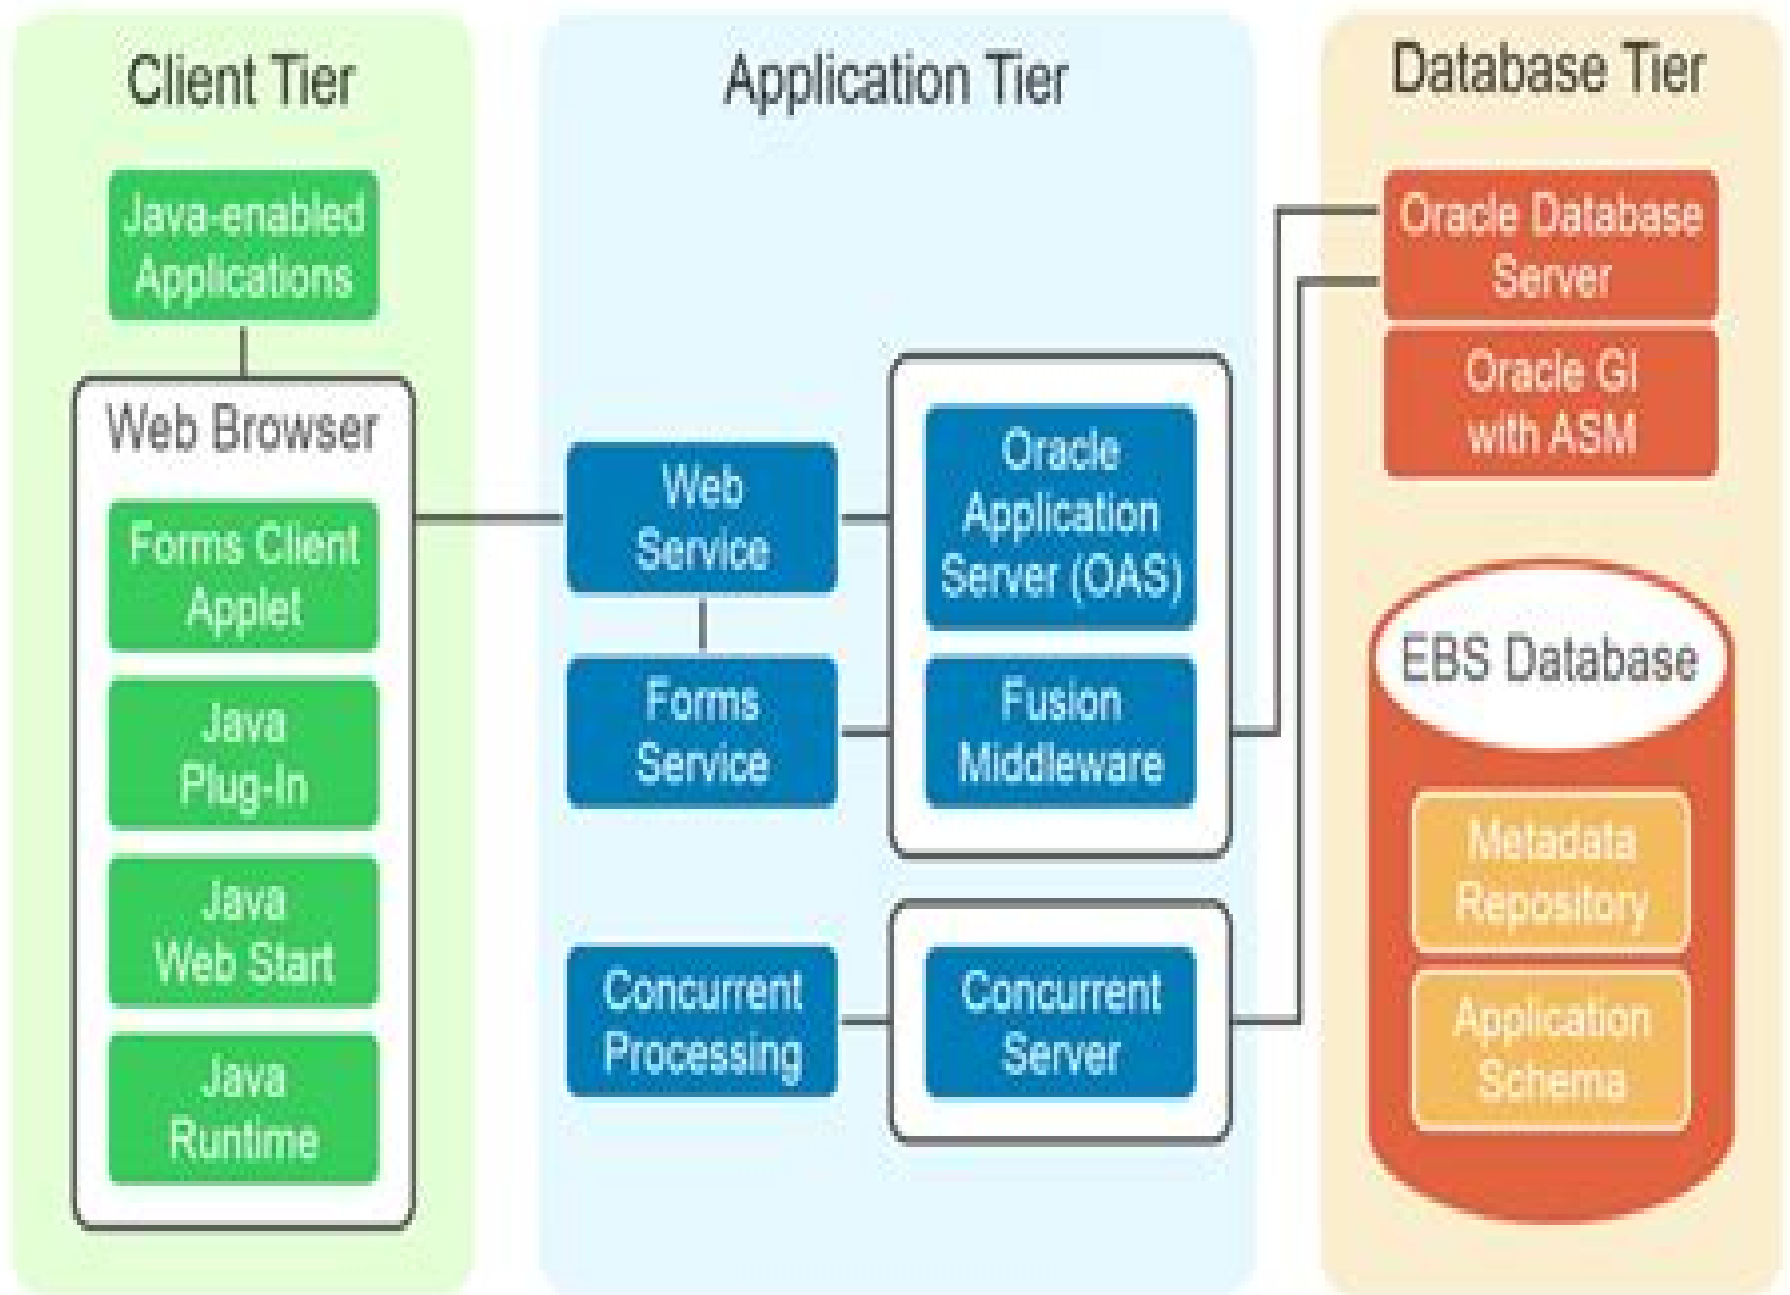 Client Tier
Java-enabled
Applications
Web Browser
Forms Client
Applet
Java
Plug-In
Java
Web Start
Java
Runtime
Application Tier
Web
Service
Forms
Service
Oracle
Application
Server (OAS)
Fusion
Middleware
Concurrent
Processing
Concurrent
Server
Database Tier
Oracle Database
Server
Oracle GI
with ASM
EBS Database
Metadata
Repository
Application
Schema